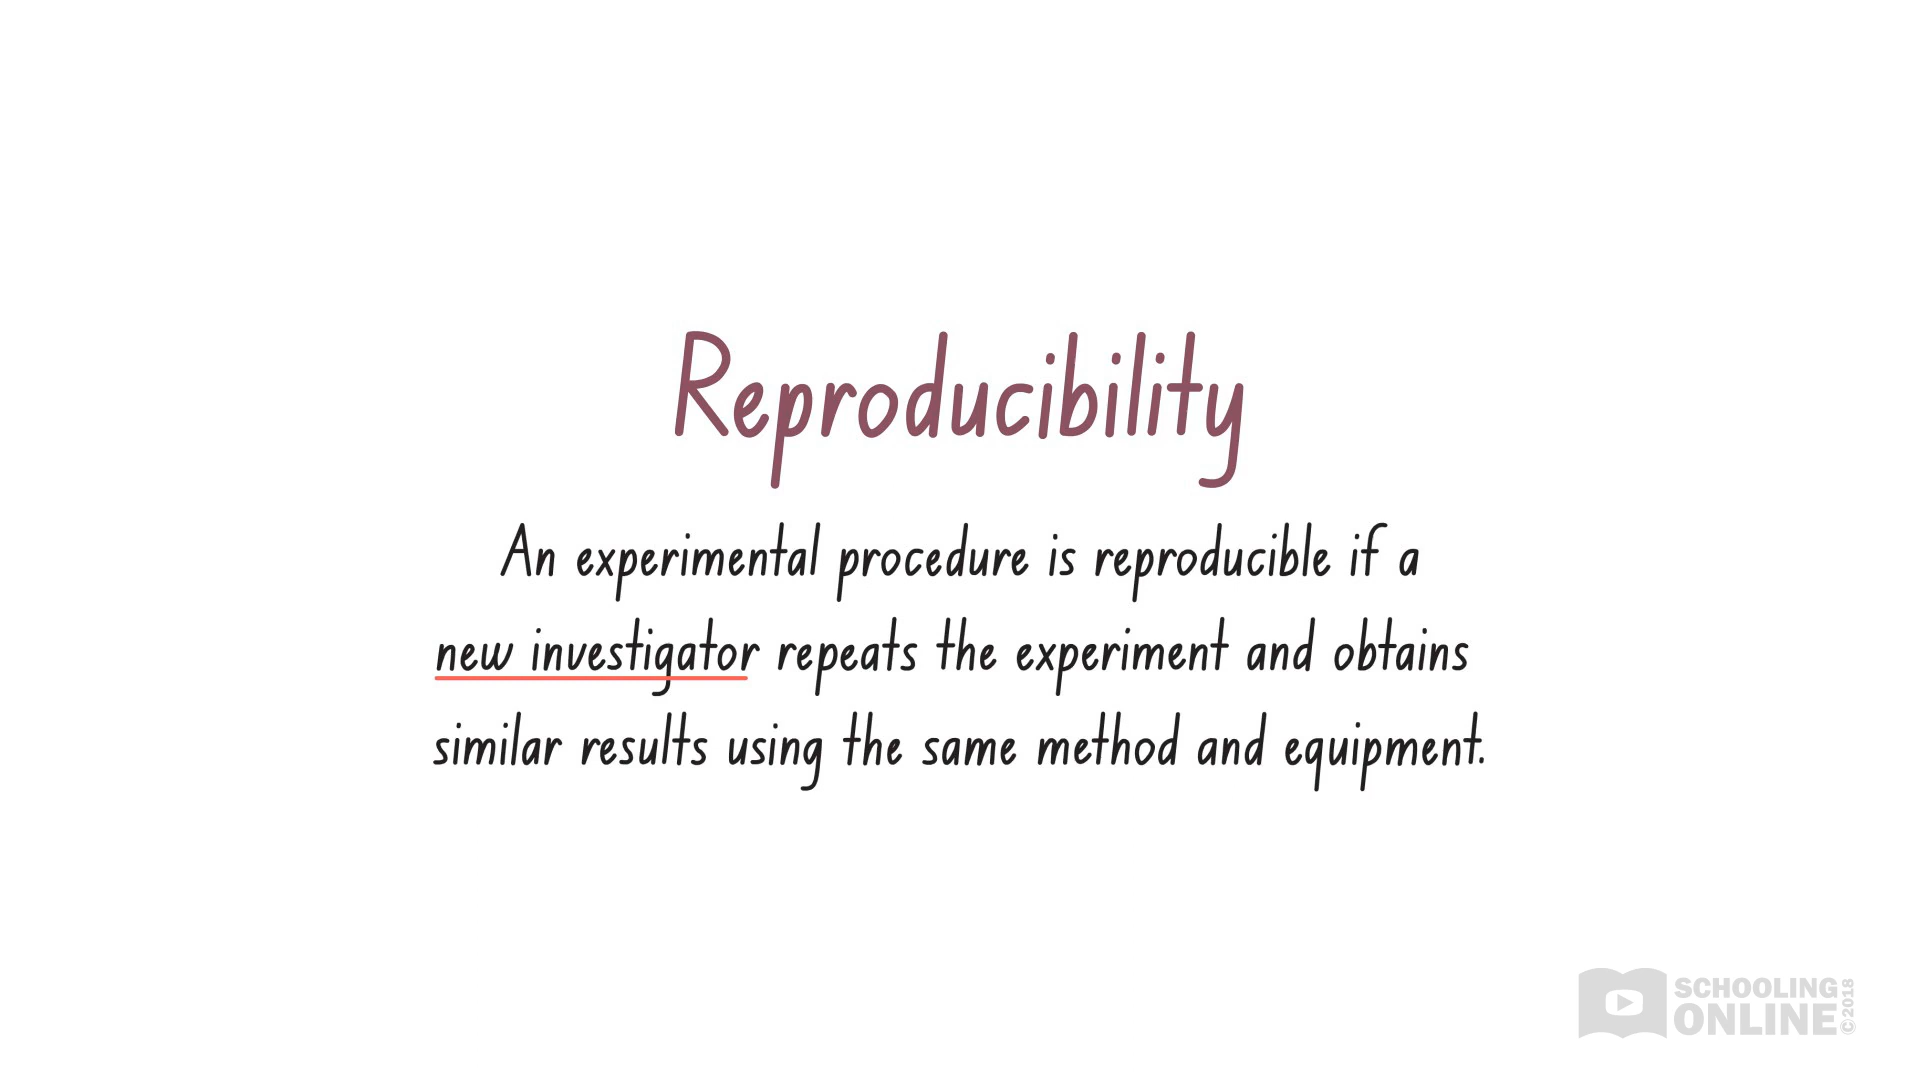 Reproducibility
An experimental procedure is reproducible if a
new investigator repeats the experiment and obtains
similar results using the same method and equipment.
SCHOOLING
ONLINE
©2018